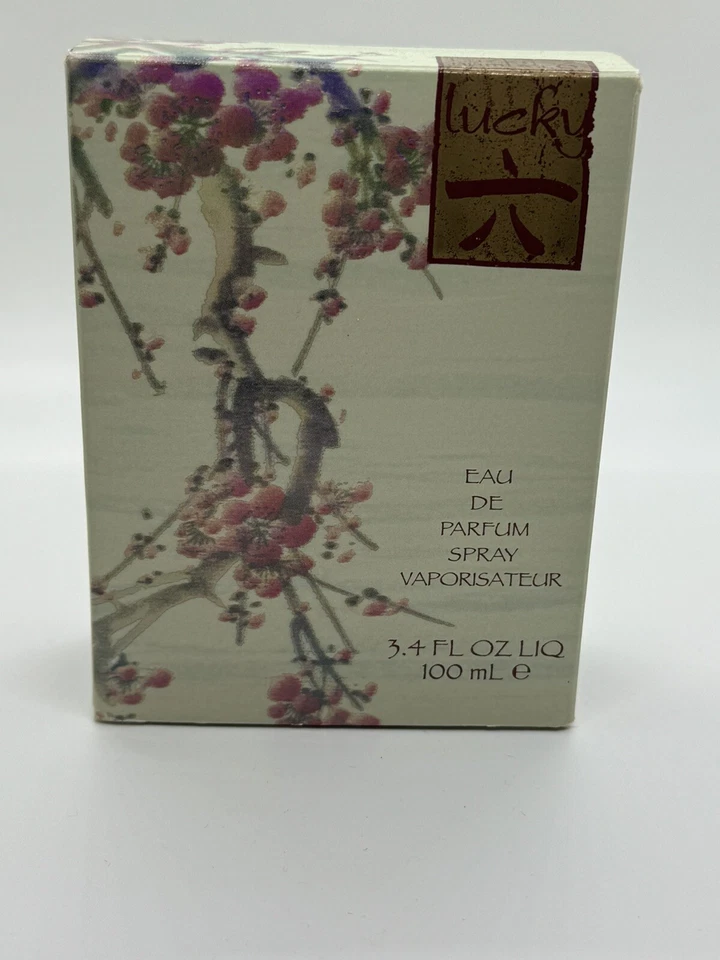 lucky
六
EAU
DE
PARFUM
SPRAY
VAPORISATEUR
3.4 FL OZ LIQ
100 mL ℮